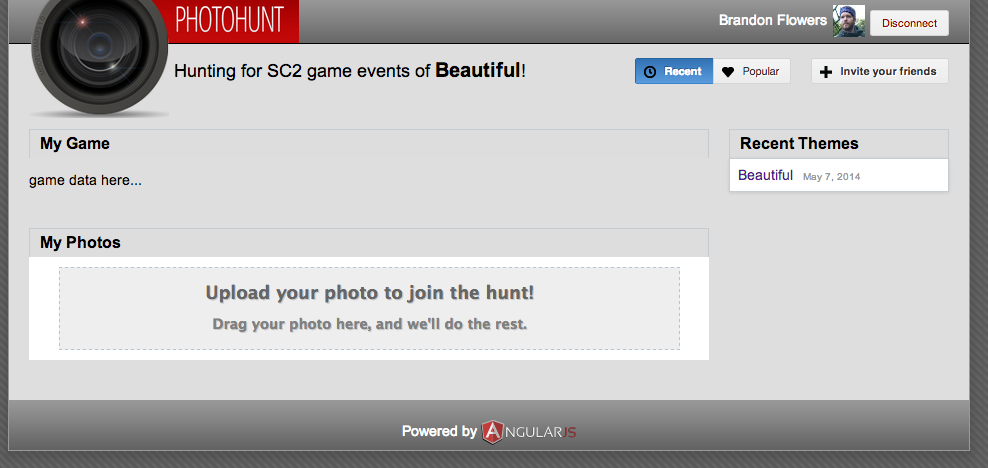 PHOTOHUNT
Brandon Flowers
Disconnect
Hunting for SC2 game events of Beautiful!
Recent
Popular
Invite your friends
My Game
game data here...
Recent Themes
Beautiful May 7, 2014
My Photos
Upload your photo to join the hunt!
Drag your photo here, and we'll do the rest.
Powered by ANGULARJS